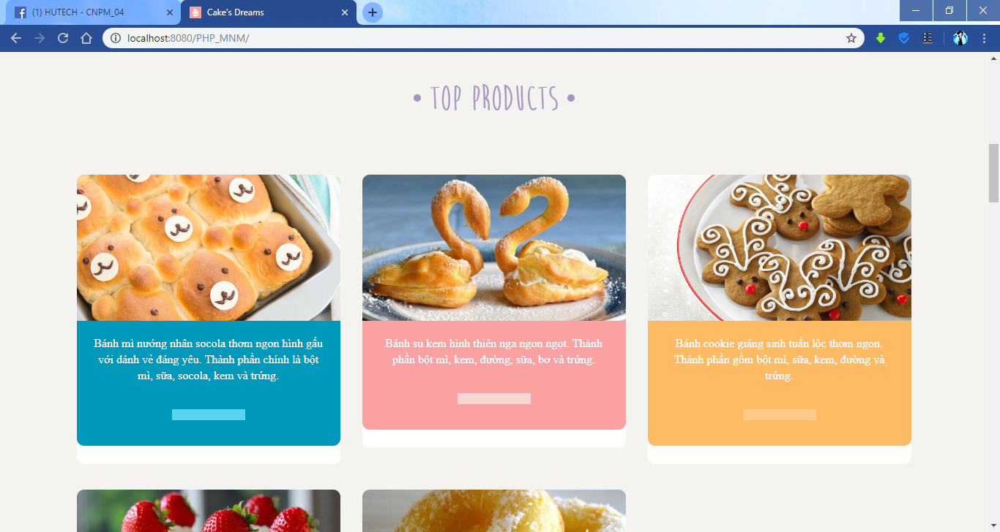 (1) HUTECH - CNPM_04
Cake's Dreams
localhost:8080/PHP_MNM/
• TOP PRODUCTS •
Bánh mì nướng nhân socola thơm ngon hình gấu
với dánh vẻ đáng yêu. Thành phần chính là bột
mì, sữa, socola, kem và trứng.
Bánh su kem hình thiên nga ngon ngọt. Thành
phần bột mì, kem, đường, sữa, bơ và trứng.
Bánh cookie giáng sinh tuần lộc thơm ngon.
Thành phần gồm bột mì, sữa, kem, đường và
trứng.